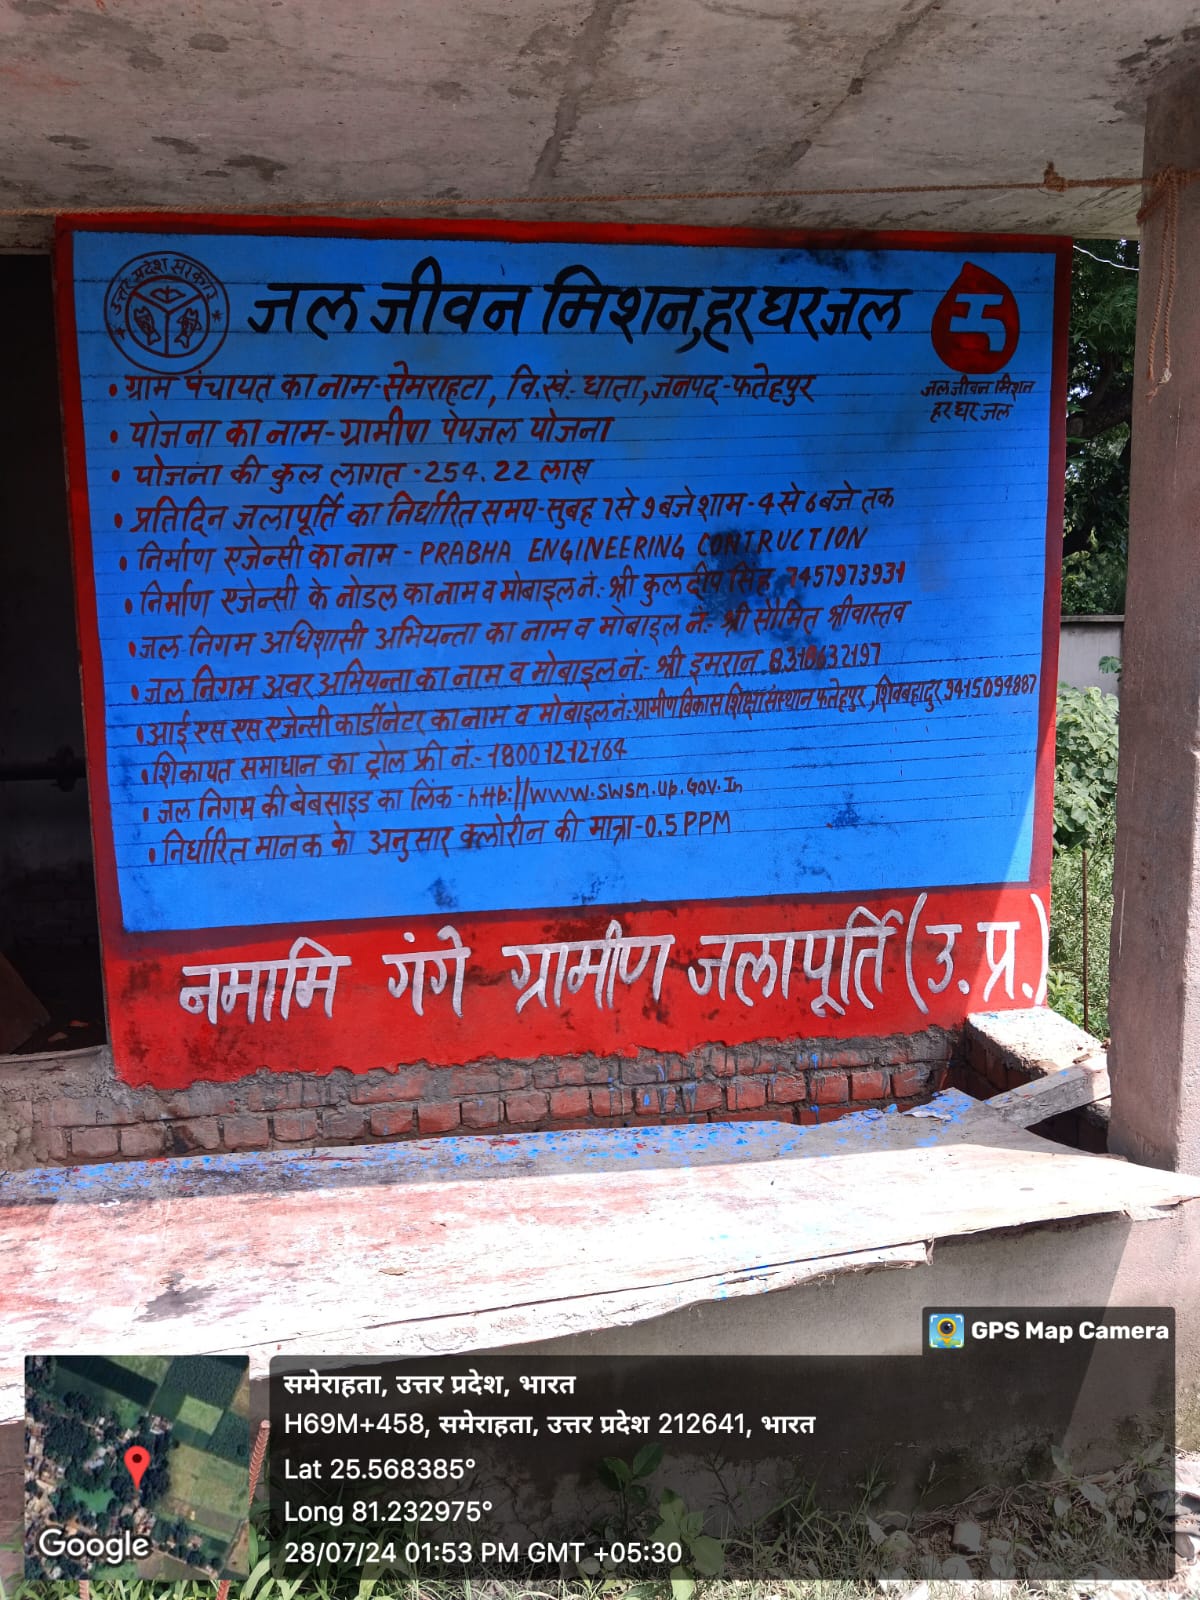 उत्तर प्रदेश सरकार
जल जीवन मिशन, हर घर जल
जल जीवन मिशन
हर घर जल
• ग्राम पंचायत का नाम-सेमराहटा, वि.खं.: घाता, जनपद-फतेहपुर
• योजना का नाम-ग्रामीण पेयजल योजना
• योजना की कुल लागत -254.22 लाख
• प्रतिदिन जलापूर्ति का निर्धारित समय-सुबह 7 से 9 बजे शाम-4 से 6 बजे तक
• निर्माण एजेन्सी का नाम - PRABHA ENGINEERING CONTRUCTION
• निर्माण एजेन्सी के नोडल का नाम व मोबाइल नं.: श्री कुलदीप सिंह 7457973931
• जल निगम अधिशासी अभियन्ता का नाम व मोबाइल नं.:- श्री सोमित श्रीवास्तव
• जल निगम अवर अभियन्ता का नाम व मोबाइल नं.- श्री इमरान 8318632197
• आई एस एस एजेन्सी कार्डीनेटर का नाम व मोबाइल नं.:ग्रामीण विकास शिक्षा संस्थान फतेहपुर, शिवबहादुर 9415094887
• शिकायत समाधान का ट्रोल फ्री नं.- 18001212164
• जल निगम की बेबसाइड का लिंक - http://www.swsm.up.Gov.In
• निर्धारित मानक के अनुसार क्लोरीन की मात्रा-0.5 PPM
नमामि गंगे ग्रामीण जलापूर्ति (उ.प्र.)
GPS Map Camera
समेराहता, उत्तर प्रदेश, भारत
H69M+458, समेराहता, उत्तर प्रदेश 212641, भारत
Lat 25.568385°
Long 81.232975°
28/07/24 01:53 PM GMT +05:30
Google